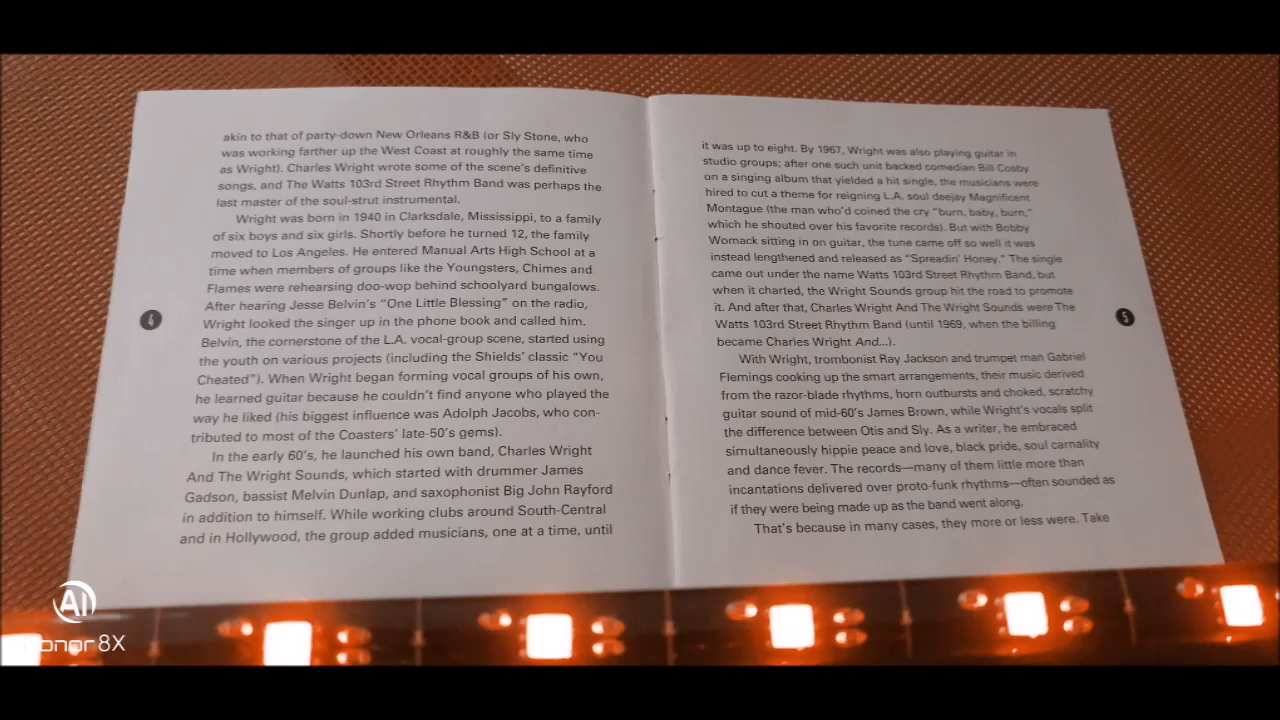 akin to that of party-down New Orleans R&B (or Sly Stone, who
was working farther up the West Coast at roughly the same time
as Wright). Charles Wright wrote some of the scene's definitive
songs, and The Watts 103rd Street Rhythm Band was perhaps the
last master of the soul-strut instrumental.
Wright was born in 1940 in Clarksdale, Mississippi, to a family
of six boys and six girls. Shortly before he turned 12, the family
moved to Los Angeles. He entered Manual Arts High School at a
time when members of groups like the Youngsters, Chimes and
Flames were rehearsing doo-wop behind schoolyard bungalows.
After hearing Jesse Belvin's "One Little Blessing" on the radio,
Wright looked the singer up in the phone book and called him.
Belvin, the cornerstone of the L.A. vocal-group scene, started using
the youth on various projects (including the Shields' classic "You
Cheated"). When Wright began forming vocal groups of his own,
he learned guitar because he couldn't find anyone who played the
way he liked (his biggest influence was Adolph Jacobs, who con-
tributed to most of the Coasters' late-50's gems).
In the early 60's, he launched his own band, Charles Wright
And The Wright Sounds, which started with drummer James
Gadson, bassist Melvin Dunlap, and saxophonist Big John Rayford
in addition to himself. While working clubs around South-Central
and in Hollywood, the group added musicians, one at a time, until
4
it was up to eight. By 1967, Wright was also playing guitar in
studio groups; after one such unit backed comedian Bill Cosby
on a singing album that yielded a hit single, the musicians were
hired to cut a theme for reigning L.A. soul deejay Magnificent
Montague (the man who'd coined the cry "burn, baby, burn,"
which he shouted over his favorite records). But with Bobby
Womack sitting in on guitar, the tune came off so well it was
instead lengthened and released as "Spreadin' Honey." The single
came out under the name Watts 103rd Street Rhythm Band, but
when it charted, the Wright Sounds group hit the road to promote
it. And after that, Charles Wright And The Wright Sounds were The
Watts 103rd Street Rhythm Band (until 1969, when the billing
became Charles Wright And...).
With Wright, trombonist Ray Jackson and trumpet man Gabriel
Flemings cooking up the smart arrangements, their music derived
from the razor-blade rhythms, horn outbursts and choked, scratchy
guitar sound of mid-60's James Brown, while Wright's vocals split
the difference between Otis and Sly. As a writer, he embraced
simultaneously hippie peace and love, black pride, soul carnality
and dance fever. The records—many of them little more than
incantations delivered over proto-funk rhythms—often sounded as
if they were being made up as the band went along.
That's because in many cases, they more or less were. Take
5
AI
honor 8X